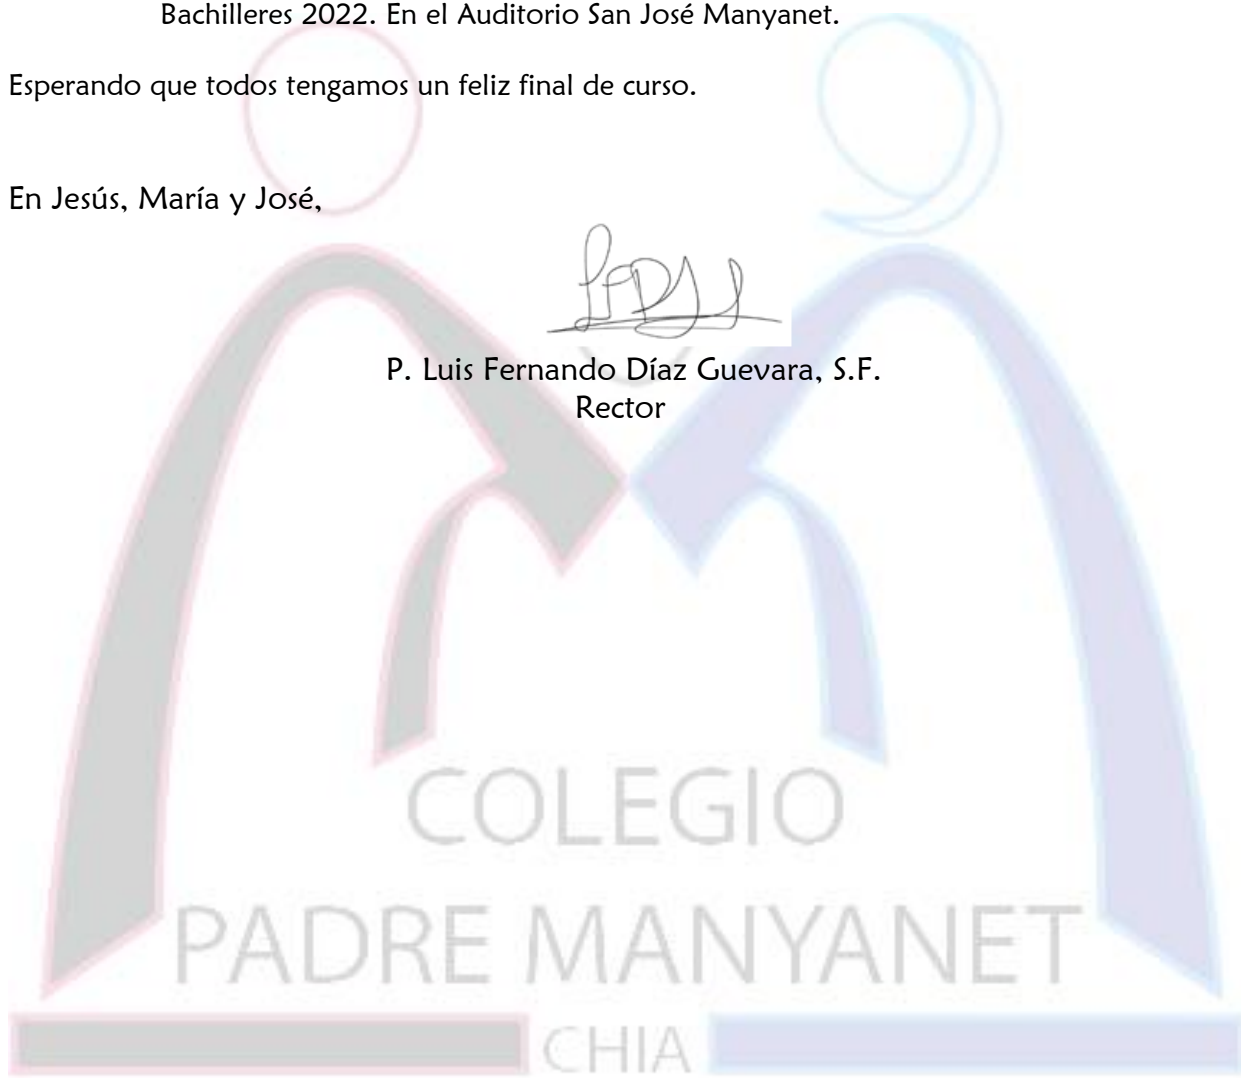 Bachilleres 2022. En el Auditorio San José Manyanet.
Esperando que todos tengamos un feliz final de curso.
En Jesús, María y José,
P. Luis Fernando Díaz Guevara, S.F.
Rector
COLEGIO
PADRE MANYANET
CHIA